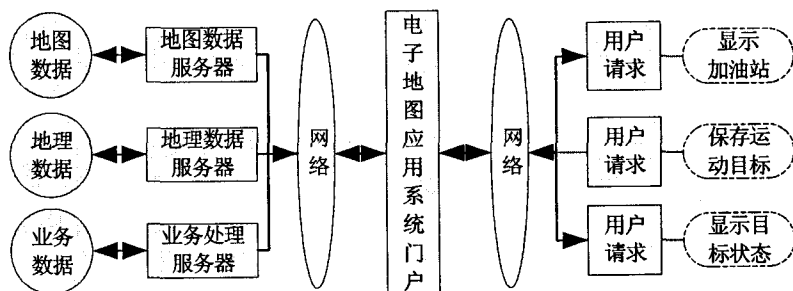 地图
数据
地图数据
服务器
地理
数据
地理数据
服务器
业务
数据
业务处理
服务器
网络
电子地图应用系统门户
网络
用户
请求
显示
加油站
用户
请求
保存运
动目标
用户
请求
显示目
标状态